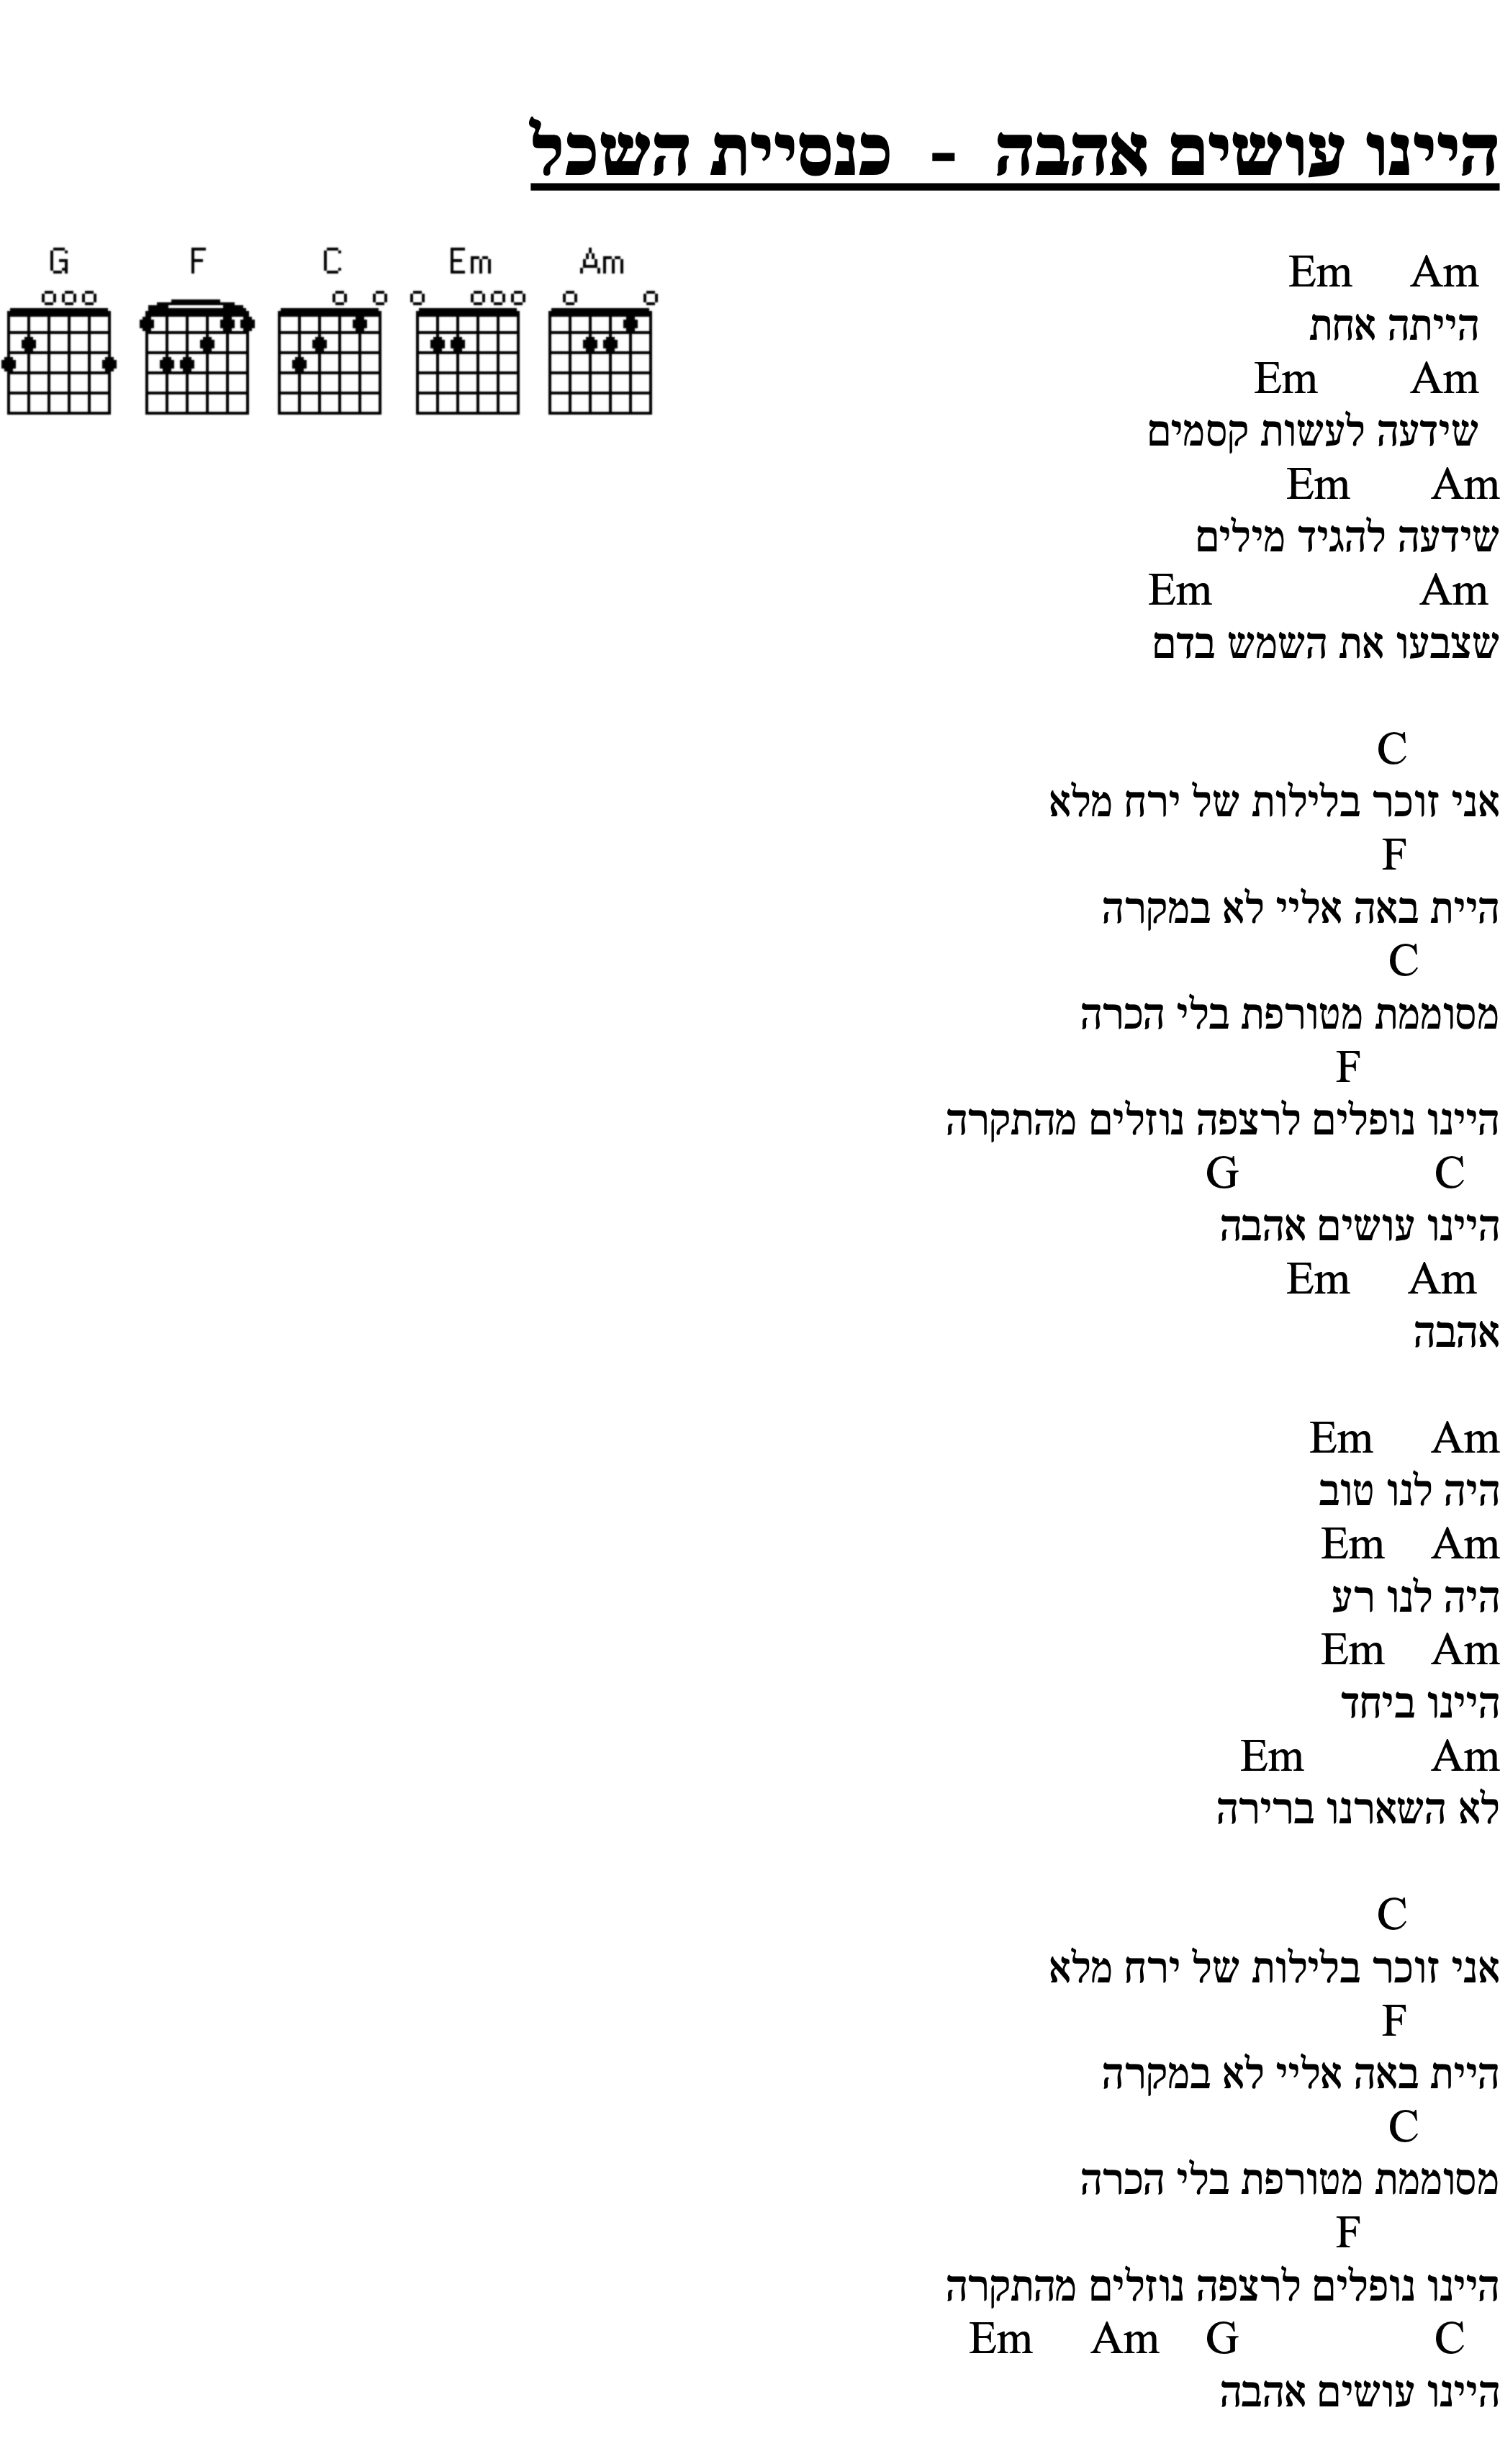 היינו עושים אהבה - כנסיית השכל
G F C Em Am
Am Em
הייתה אחת
Am Em
שידעה לעשות קסמים
Am Em
שידעה להגיד מילים
Am Em
שצבעו את השמש בדם
C
אני זוכר בלילות של ירח מלא
F
היית באה אליי לא במקרה
C
מסוממת מטורפת בלי הכרה
F
היינו נופלים לרצפה נוזלים מהתקרה
C G
היינו עושים אהבה
Am Em
אהבה
Am Em
היה לנו טוב
Am Em
היה לנו רע
Am Em
היינו ביחד
Am Em
לא השארנו ברירה
C
אני זוכר בלילות של ירח מלא
F
היית באה אליי לא במקרה
C
מסוממת מטורפת בלי הכרה
F
היינו נופלים לרצפה נוזלים מהתקרה
C G Am Em
היינו עושים אהבה